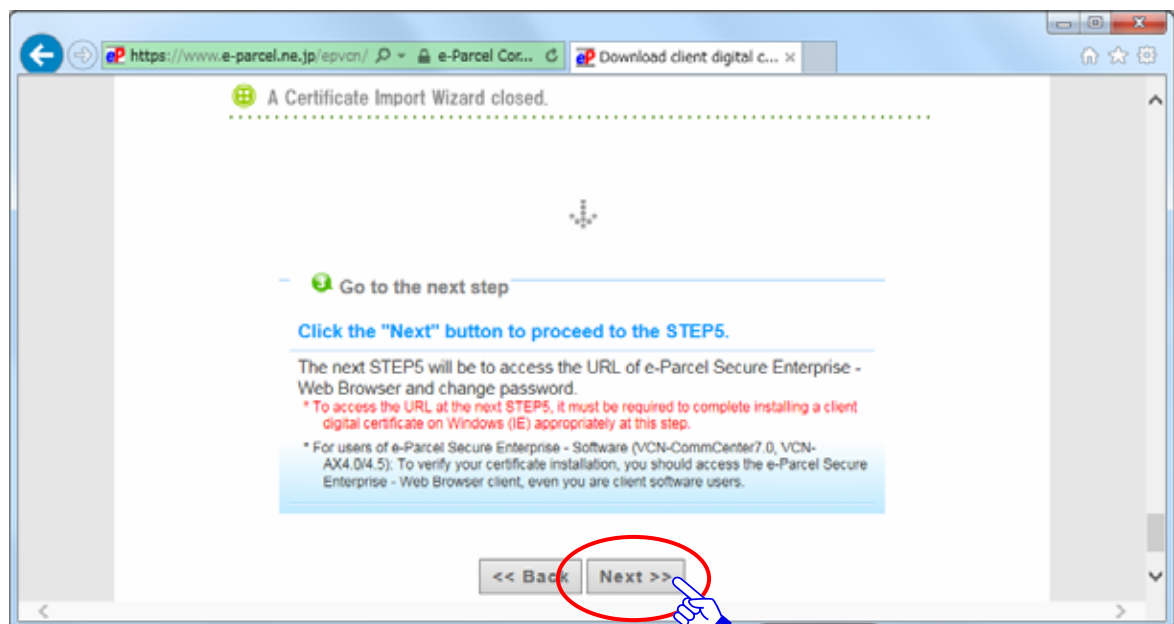 https://www.e-parcel.ne.jp/epvcn/ e-Parcel Cor... Download client digital c...
A Certificate Import Wizard closed.
3 Go to the next step
Click the "Next" button to proceed to the STEP5.
The next STEP5 will be to access the URL of e-Parcel Secure Enterprise -
Web Browser and change password.
* To access the URL at the next STEP5, it must be required to complete installing a client
digital certificate on Windows (IE) appropriately at this step.
* For users of e-Parcel Secure Enterprise - Software (VCN-CommCenter7.0, VCN-
AX4.0/4.5): To verify your certificate installation, you should access the e-Parcel Secure
Enterprise - Web Browser client, even you are client software users.
<< Back Next >>